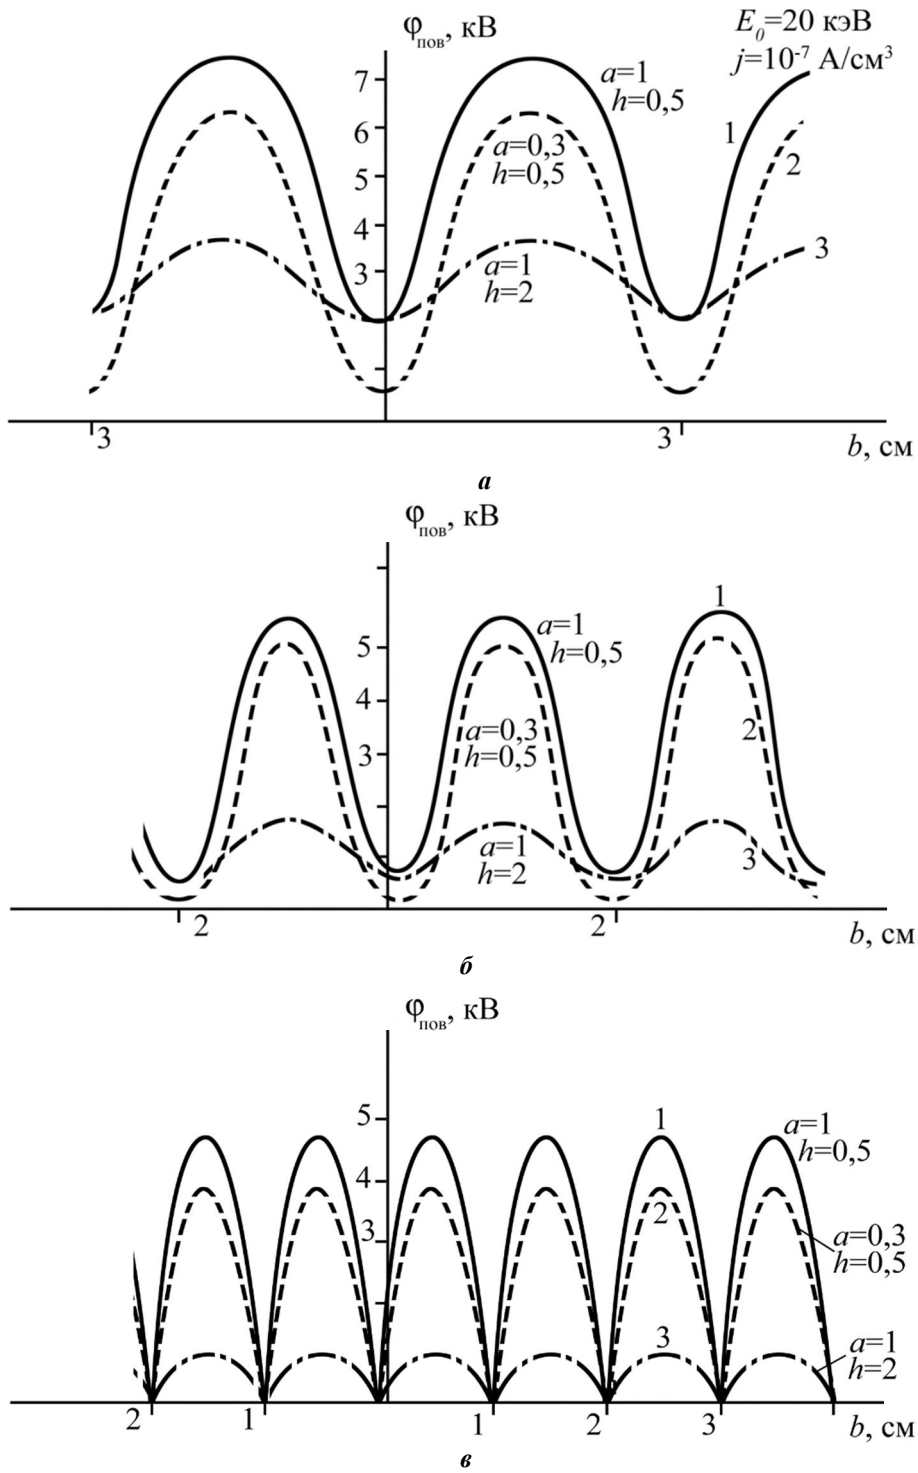 φпов, кВ
E0=20 кэВ
j=10-7 А/см3
7
a=1
h=0,5
6
1
a=0,3
h=0,5
2
5
4
3
a=1
h=2
3
3
3
b, см
а
φпов, кВ
1
a=1
h=0,5
5
4
a=0,3
h=0,5
2
3
a=1
h=2
3
2
2
b, см
б
φпов, кВ
5
1
a=1
h=0,5
4
2
3
a=0,3
h=0,5
3
a=1
h=2
2
1
1
2
3
b, см
в